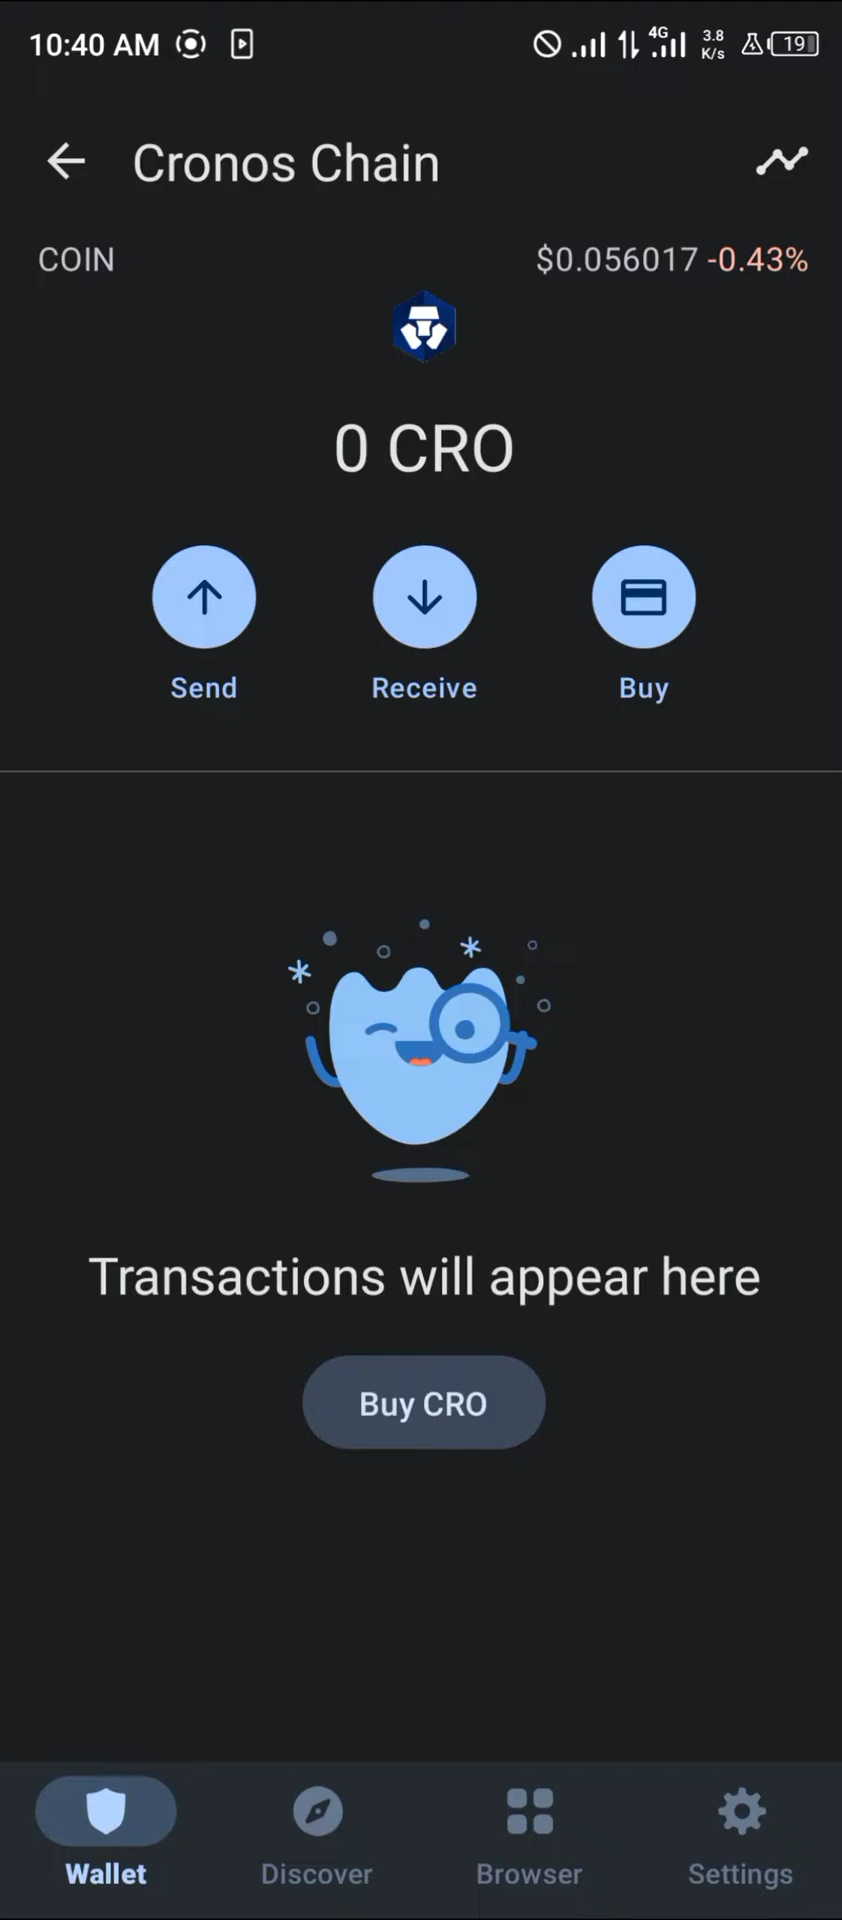 10:40 AM 4G 3.8 K/s 19
Cronos Chain
COIN $0.056017 -0.43%
0 CRO
Send Receive Buy
Transactions will appear here
Buy CRO
Wallet Discover Browser Settings